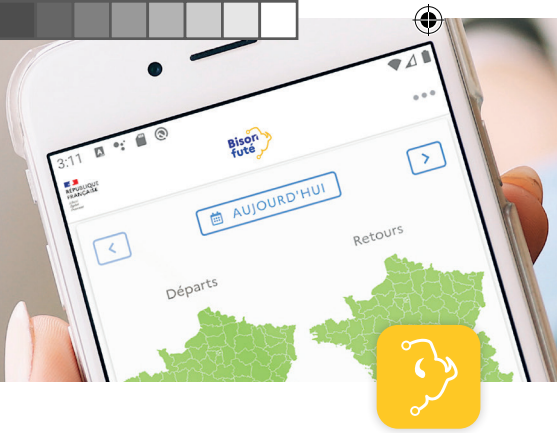 3:11
Bison
futé
RÉPUBLIQUE
FRANÇAISE
AUJOURD'HUI
Départs
Retours